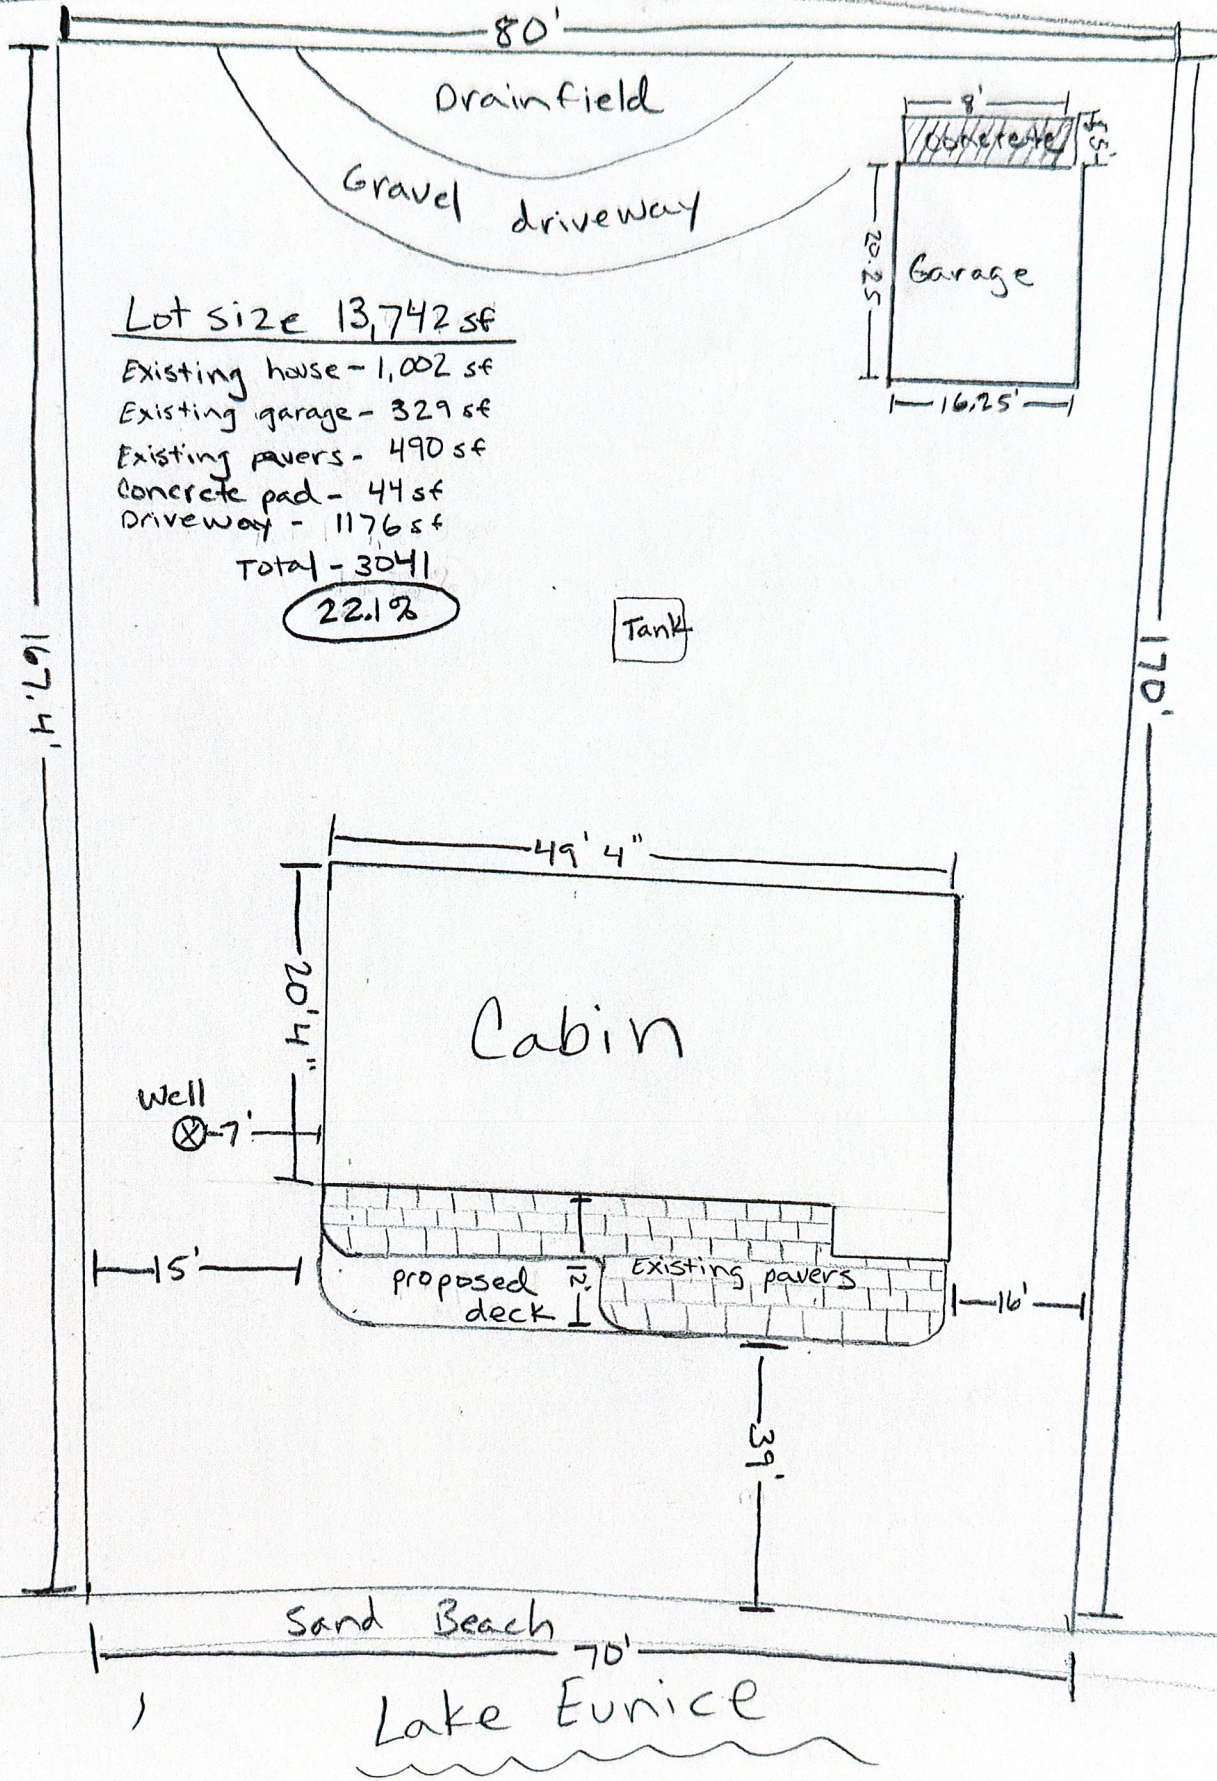 80'
Drainfield
8'
Concrete
5.5'
Gravel driveway
20.25
Garage
16.25'
Lot size 13,742 sf
Existing house - 1,002 sf
Existing garage - 329 sf
Existing pavers - 490 sf
Concrete pad - 44 sf
Driveway - 1176 sf
Total - 3041
22.1%
Tank
167.4'
170'
49' 4"
20' 4"
Cabin
Well
7'
15'
proposed
deck
12'
Existing pavers
16'
39'
Sand Beach
70'
Lake Eunice